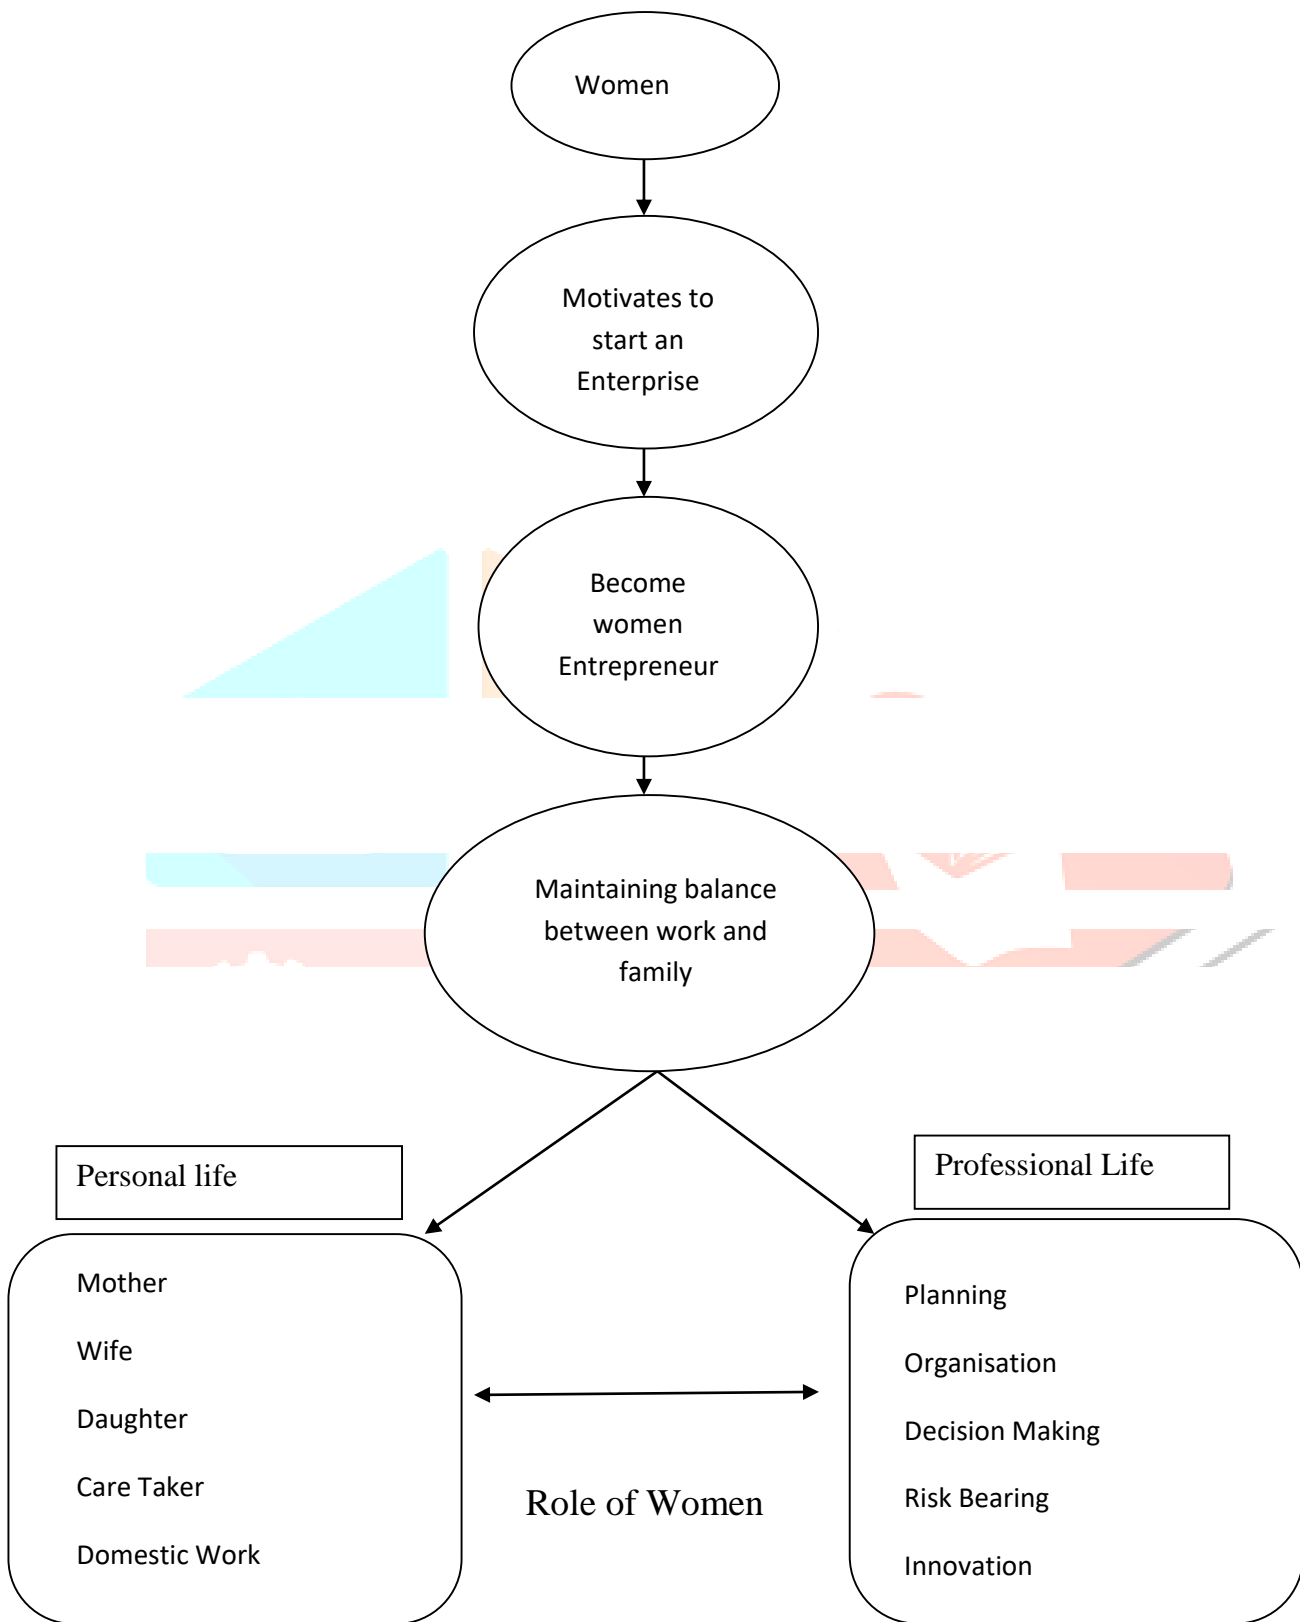 Women
Motivates to
start an
Enterprise
Become
women
Entrepreneur
Maintaining balance
between work and
family
Personal life
Professional Life
Mother
Wife
Daughter
Care Taker
Domestic Work
Role of Women
Planning
Organisation
Decision Making
Risk Bearing
Innovation